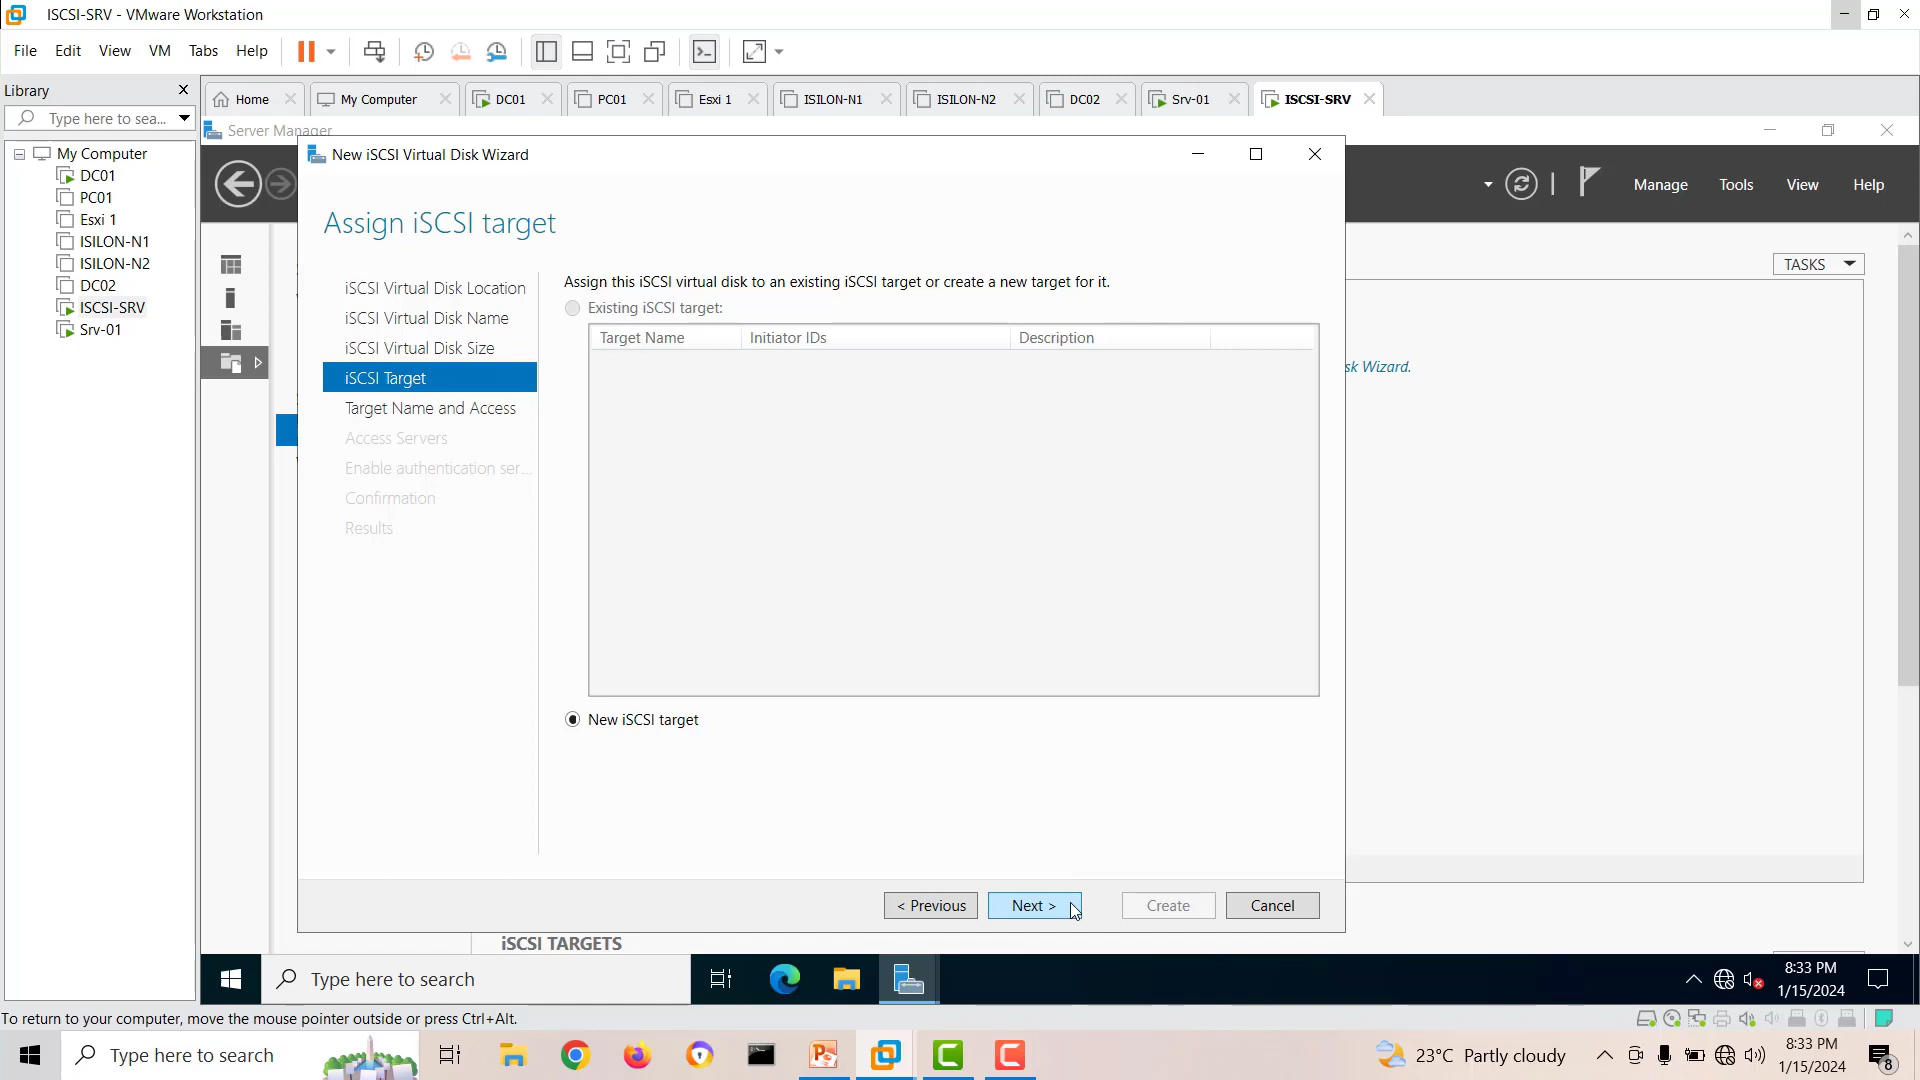 ISCSI-SRV - VMware Workstation
File Edit View VM Tabs Help
Library
Type here to sea...
Home My Computer DC01 PC01 Esxi 1 ISILON-N1 ISILON-N2 DC02 Srv-01 ISCSI-SRV
My Computer
DC01
PC01
Esxi 1
ISILON-N1
ISILON-N2
DC02
ISCSI-SRV
Srv-01
Server Manager
Manage Tools View Help
TASKS
sk Wizard.
New iSCSI Virtual Disk Wizard
Assign iSCSI target
iSCSI Virtual Disk Location
iSCSI Virtual Disk Name
iSCSI Virtual Disk Size
iSCSI Target
Target Name and Access
Access Servers
Enable authentication ser...
Confirmation
Results
Assign this iSCSI virtual disk to an existing iSCSI target or create a new target for it.
Existing iSCSI target:
Target Name Initiator IDs Description
New iSCSI target
< Previous Next > Create Cancel
iSCSI TARGETS
Type here to search
8:33 PM
1/15/2024
To return to your computer, move the mouse pointer outside or press Ctrl+Alt.
Type here to search
23°C Partly cloudy
8:33 PM
1/15/2024
8